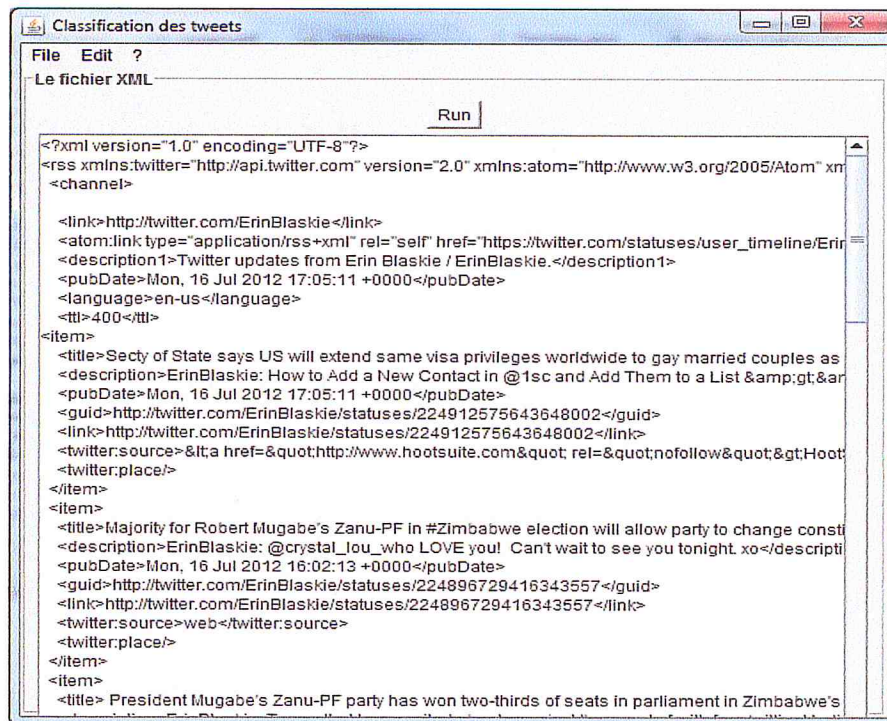 Classification des tweets
File Edit ?
Le fichier XML
Run
<?xml version="1.0" encoding="UTF-8"?>
<rss xmlns:twitter="http://api.twitter.com" version="2.0" xmlns:atom="http://www.w3.org/2005/Atom" xm
<channel>
<link>http://twitter.com/ErinBlaskie</link>
<atom:link type="application/rss+xml" rel="self" href="https://twitter.com/statuses/user_timeline/Erin
<description1>Twitter updates from Erin Blaskie / ErinBlaskie.</description1>
<pubDate>Mon, 16 Jul 2012 17:05:11 +0000</pubDate>
<language>en-us</language>
<ttl>400</ttl>
<item>
<title>Secty of State says US will extend same visa privileges worldwide to gay married couples as
<description>ErinBlaskie: How to Add a New Contact in @1sc and Add Them to a List &amp;gt;&ar
<pubDate>Mon, 16 Jul 2012 17:05:11 +0000</pubDate>
<guid>http://twitter.com/ErinBlaskie/statuses/224912575643648002</guid>
<link>http://twitter.com/ErinBlaskie/statuses/224912575643648002</link>
<twitter:source>&lt;a href=&quot;http://www.hootsuite.com&quot; rel=&quot;nofollow&quot;&gt;Hoot
<twitter:place/>
</item>
<item>
<title>Majority for Robert Mugabe's Zanu-PF in #Zimbabwe election will allow party to change consti
<description>ErinBlaskie: @crystal_lou_who LOVE you! Can't wait to see you tonight. xo</descripti
<pubDate>Mon, 16 Jul 2012 16:02:13 +0000</pubDate>
<guid>http://twitter.com/ErinBlaskie/statuses/224896729416343557</guid>
<link>http://twitter.com/ErinBlaskie/statuses/224896729416343557</link>
<twitter:source>web</twitter:source>
<twitter:place/>
</item>
<item>
<title> President Mugabe's Zanu-PF party has won two-thirds of seats in parliament in Zimbabwe's